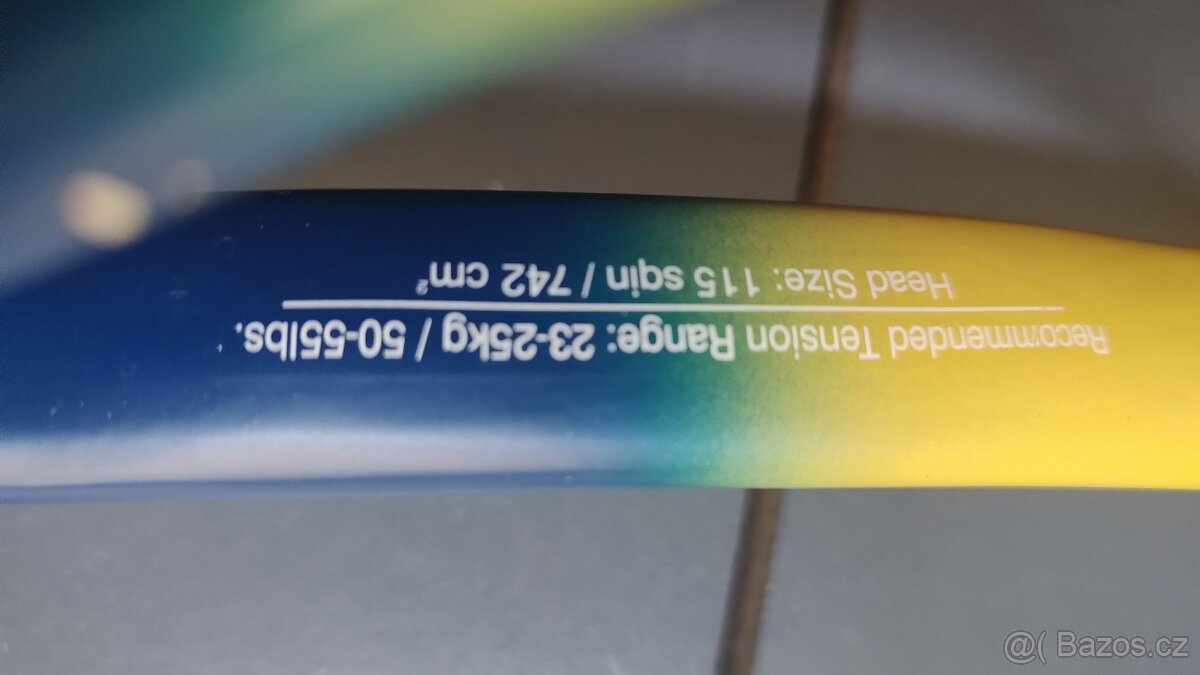 Recommended Tension Range: 23-25kg / 50-55lbs.
Head Size: 115 sqin / 742 cm²
@( Bazos.cz